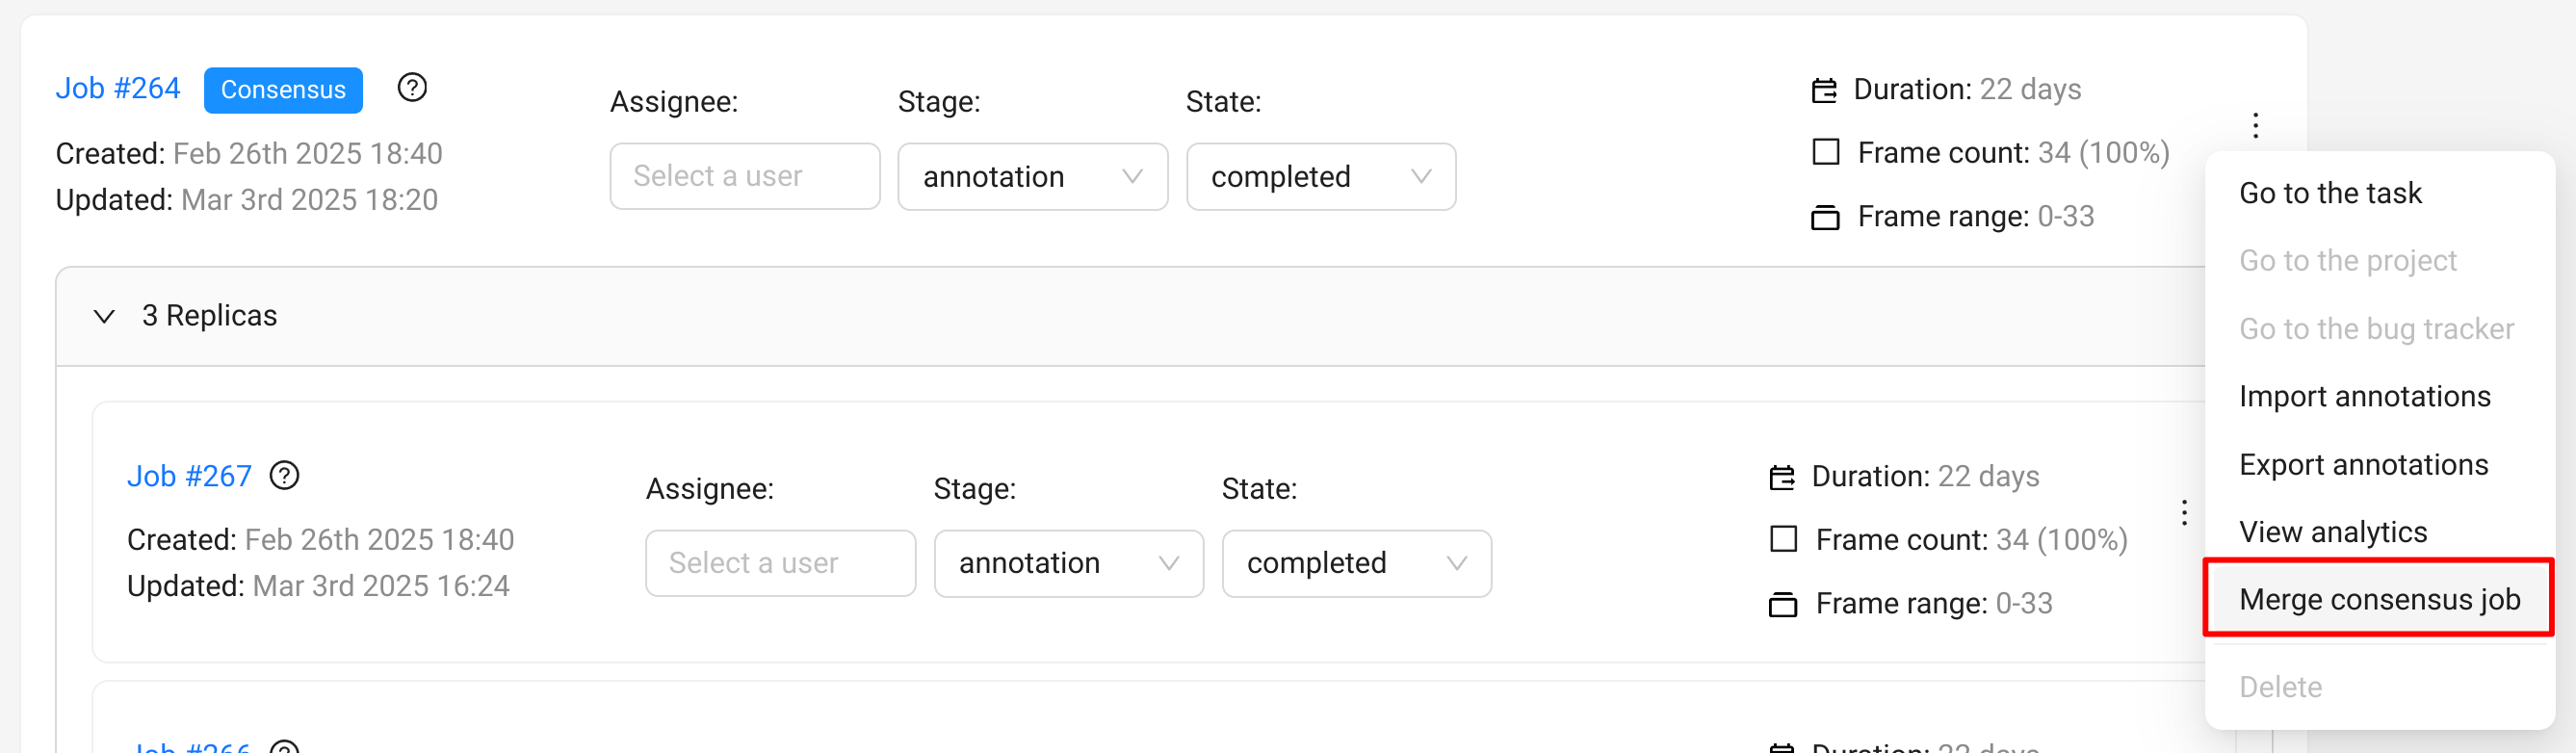 Job #264 Consensus
Created: Feb 26th 2025 18:40
Updated: Mar 3rd 2025 18:20
Assignee:
Select a user
Stage:
annotation
State:
completed
Duration: 22 days
Frame count: 34 (100%)
Frame range: 0-33
3 Replicas
Job #267
Created: Feb 26th 2025 18:40
Updated: Mar 3rd 2025 16:24
Assignee:
Select a user
Stage:
annotation
State:
completed
Duration: 22 days
Frame count: 34 (100%)
Frame range: 0-33
Job #266
Duration: 22 days
Go to the task
Go to the project
Go to the bug tracker
Import annotations
Export annotations
View analytics
Merge consensus job
Delete